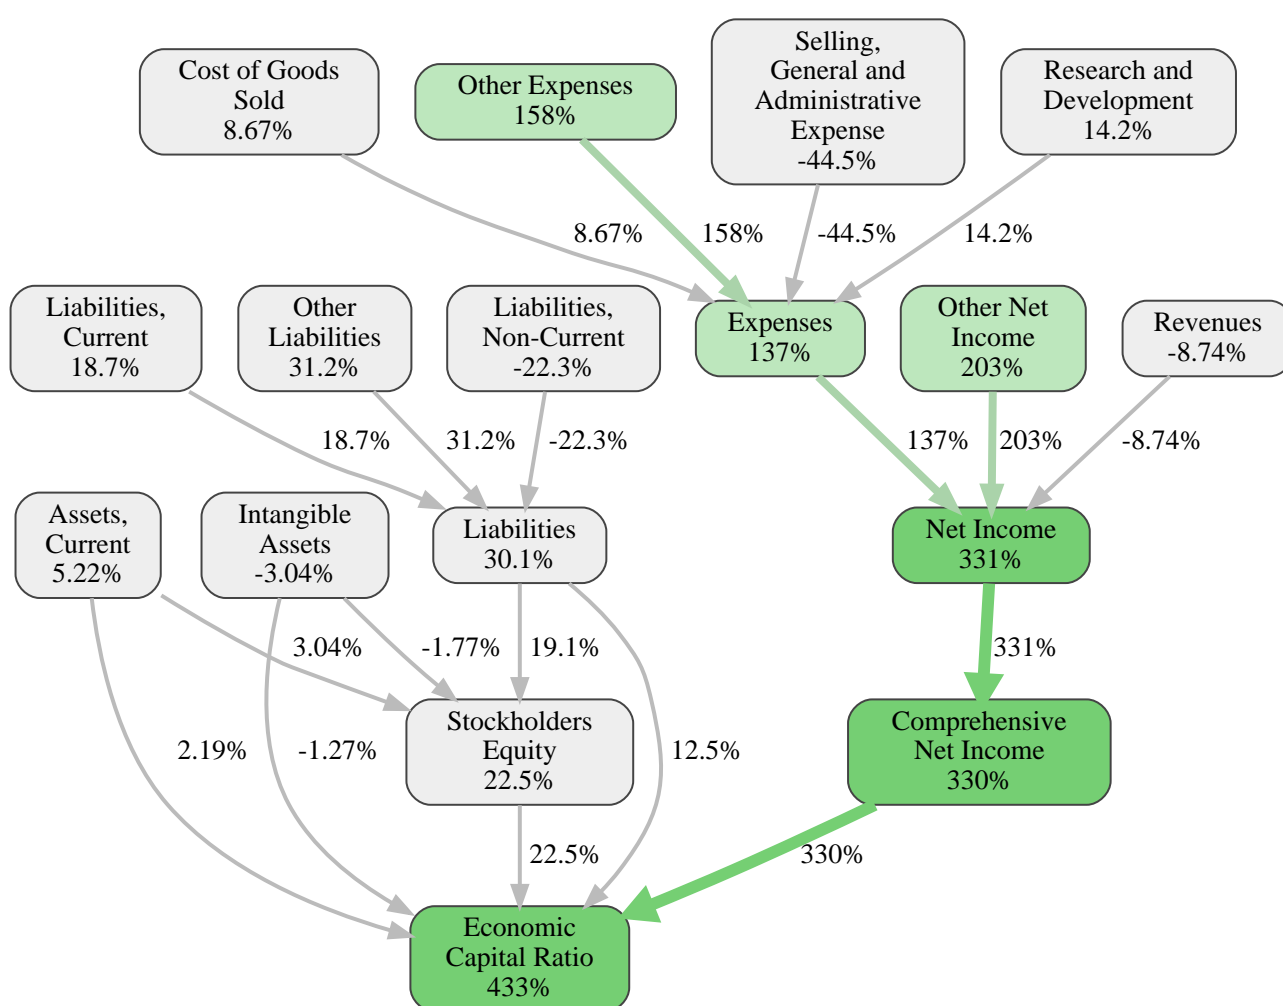 Cost of Goods
Sold
8.67%
Other Expenses
158%
Selling,
General and
Administrative
Expense
-44.5%
Research and
Development
14.2%
8.67%
158%
-44.5%
14.2%
Liabilities,
Current
18.7%
Other
Liabilities
31.2%
Liabilities,
Non-Current
-22.3%
Expenses
137%
Other Net
Income
203%
Revenues
-8.74%
18.7%
31.2%
-22.3%
137%
203%
-8.74%
Assets,
Current
5.22%
Intangible
Assets
-3.04%
Liabilities
30.1%
Net Income
331%
3.04%
-1.77%
19.1%
331%
2.19%
-1.27%
Stockholders
Equity
22.5%
12.5%
Comprehensive
Net Income
330%
22.5%
330%
Economic
Capital Ratio
433%